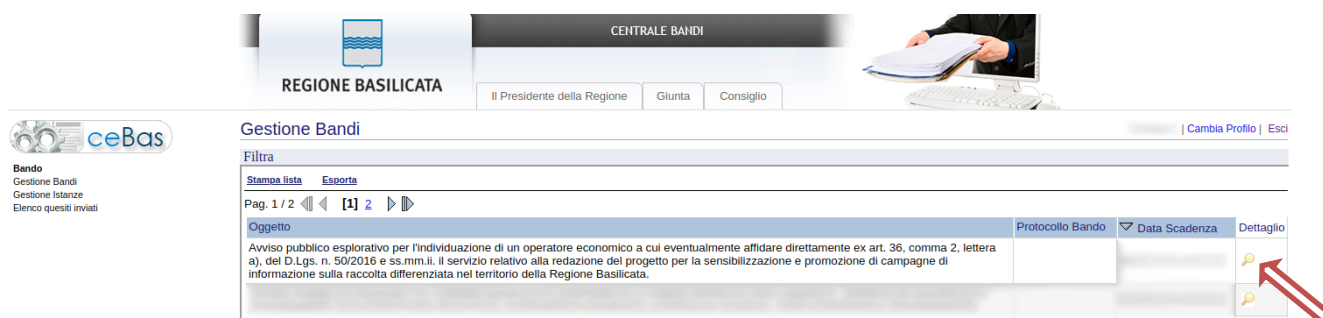 CENTRALE BANDI
REGIONE BASILICATA
Il Presidente della Regione Giunta Consiglio
ceBas
Gestione Bandi
| Cambia Profilo | Esci
Bando
Gestione Bandi
Gestione Istanze
Elenco quesiti inviati
Filtra
Stampa lista Esporta
Pag. 1 / 2 [1] 2
Oggetto Protocollo Bando Data Scadenza Dettaglio
Avviso pubblico esplorativo per l'individuazione di un operatore economico a cui eventualmente affidare direttamente ex art. 36, comma 2, lettera
a), del D.Lgs. n. 50/2016 e ss.mm.ii. il servizio relativo alla redazione del progetto per la sensibilizzazione e promozione di campagne di
informazione sulla raccolta differenziata nel territorio della Regione Basilicata.